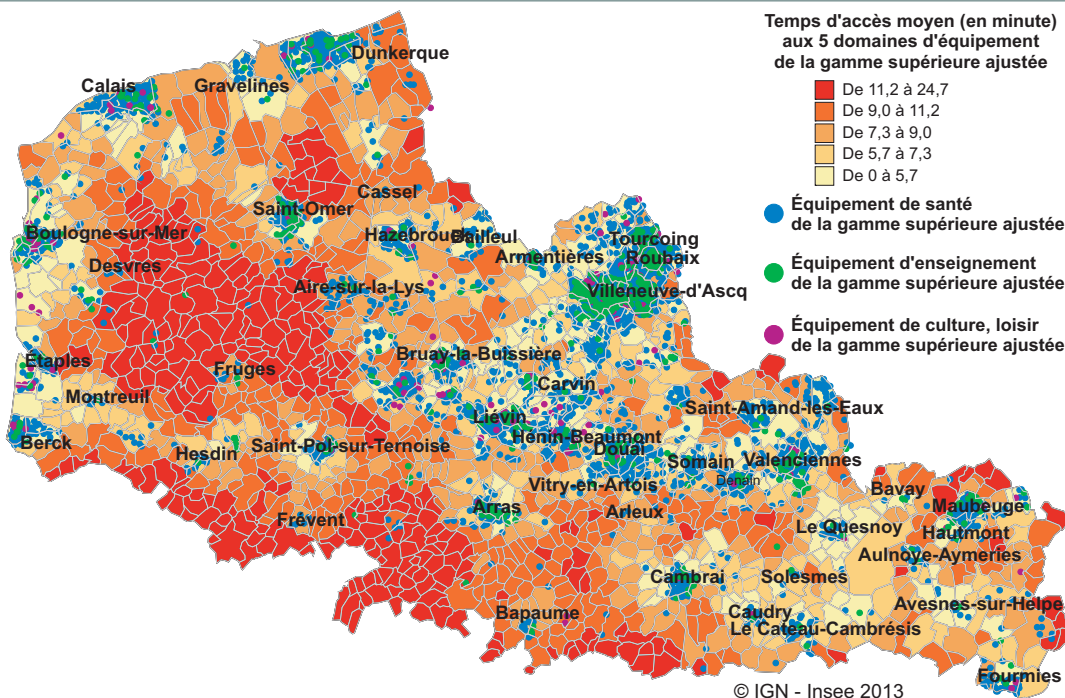 Temps d'accès moyen (en minute)
aux 5 domaines d'équipement
de la gamme supérieure ajustée
De 11,2 à 24,7
De 9,0 à 11,2
De 7,3 à 9,0
De 5,7 à 7,3
De 0 à 5,7
Équipement de santé
de la gamme supérieure ajustée
Équipement d'enseignement
de la gamme supérieure ajustée
Équipement de culture, loisir
de la gamme supérieure ajustée
Dunkerque
Calais
Gravelines
Cassel
Saint-Omer
Boulogne-sur-Mer
Hazebrouck
Bailleul
Tourcoing
Roubaix
Armentières
Desvres
Aire-sur-la-Lys
Villeneuve-d'Ascq
Étaples
Fruges
Bruay-la-Buissière
Carvin
Montreuil
Liévin
Saint-Amand-les-Eaux
Berck
Hesdin
Saint-Pol-sur-Ternoise
Hénin-Beaumont
Douai
Somain
Valenciennes
Denain
Vitry-en-Artois
Bavay
Frévent
Arras
Arleux
Maubeuge
Le Quesnoy
Hautmont
Aulnoye-Aymeries
Cambrai
Solesmes
Bapaume
Caudry
Avesnes-sur-Helpe
Le Cateau-Cambrésis
Fourmies
© IGN - Insee 2013